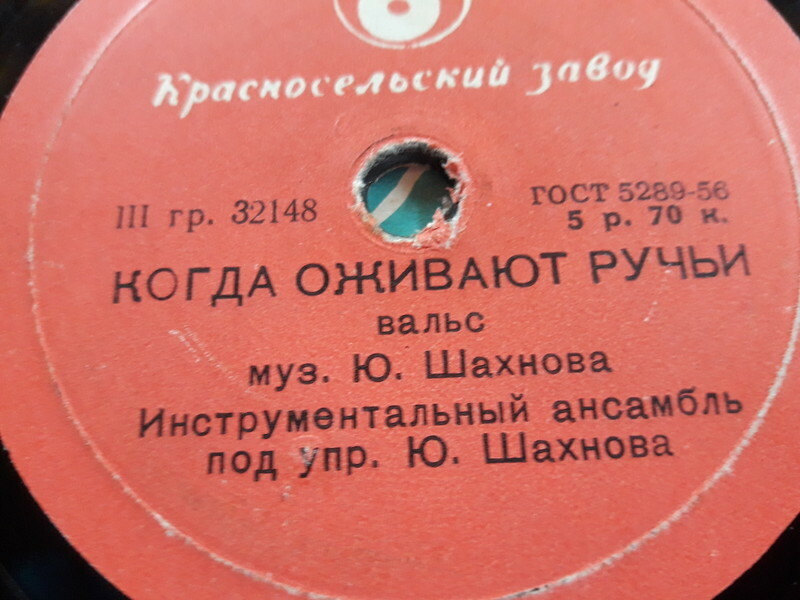 Красносельский завод
III гр. 32148
ГОСТ 5289-56
5 р. 70 к.
КОГДА ОЖИВАЮТ РУЧЬИ
вальс
муз. Ю. Шахнова
Инструментальный ансамбль
под упр. Ю. Шахнова